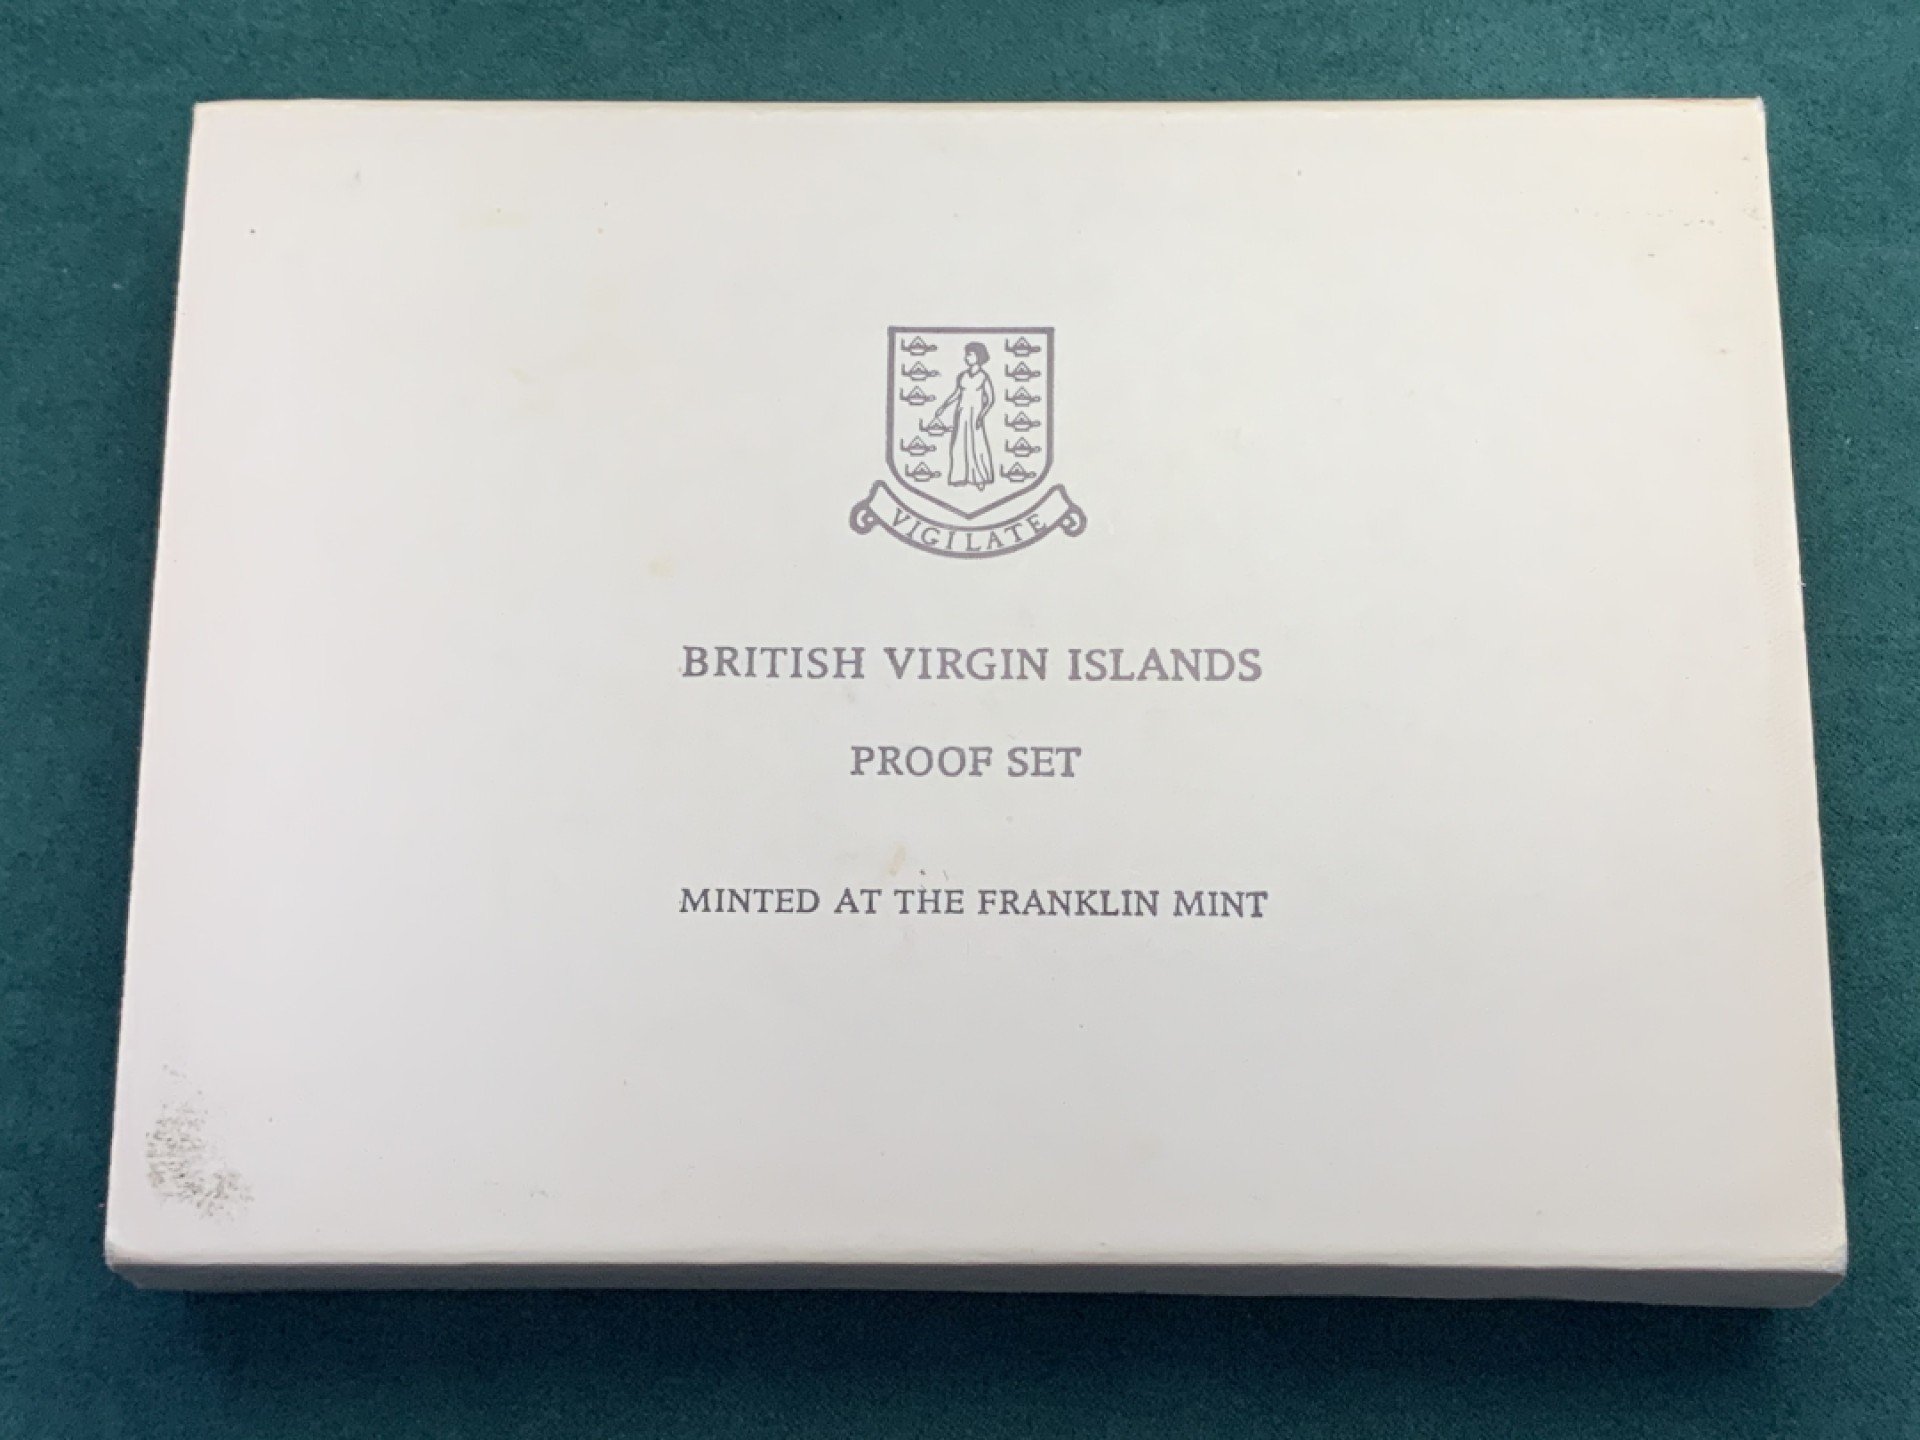 VIGILATE
BRITISH VIRGIN ISLANDS
PROOF SET
MINTED AT THE FRANKLIN MINT